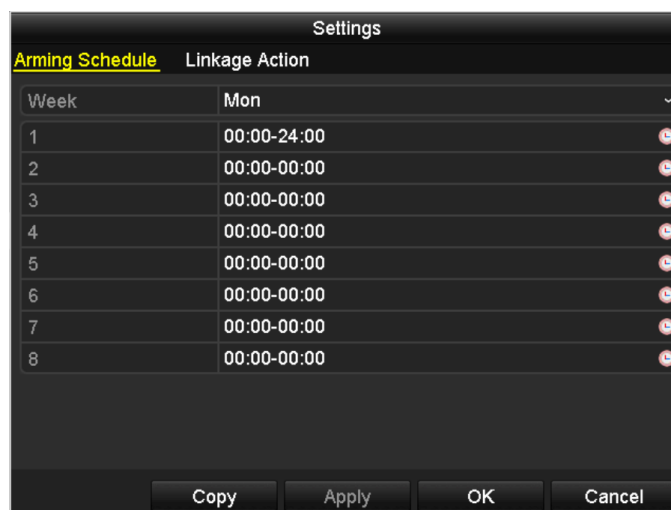 Settings
Arming Schedule Linkage Action
Week Mon
1 00:00-24:00
2 00:00-00:00
3 00:00-00:00
4 00:00-00:00
5 00:00-00:00
6 00:00-00:00
7 00:00-00:00
8 00:00-00:00
Copy Apply OK Cancel